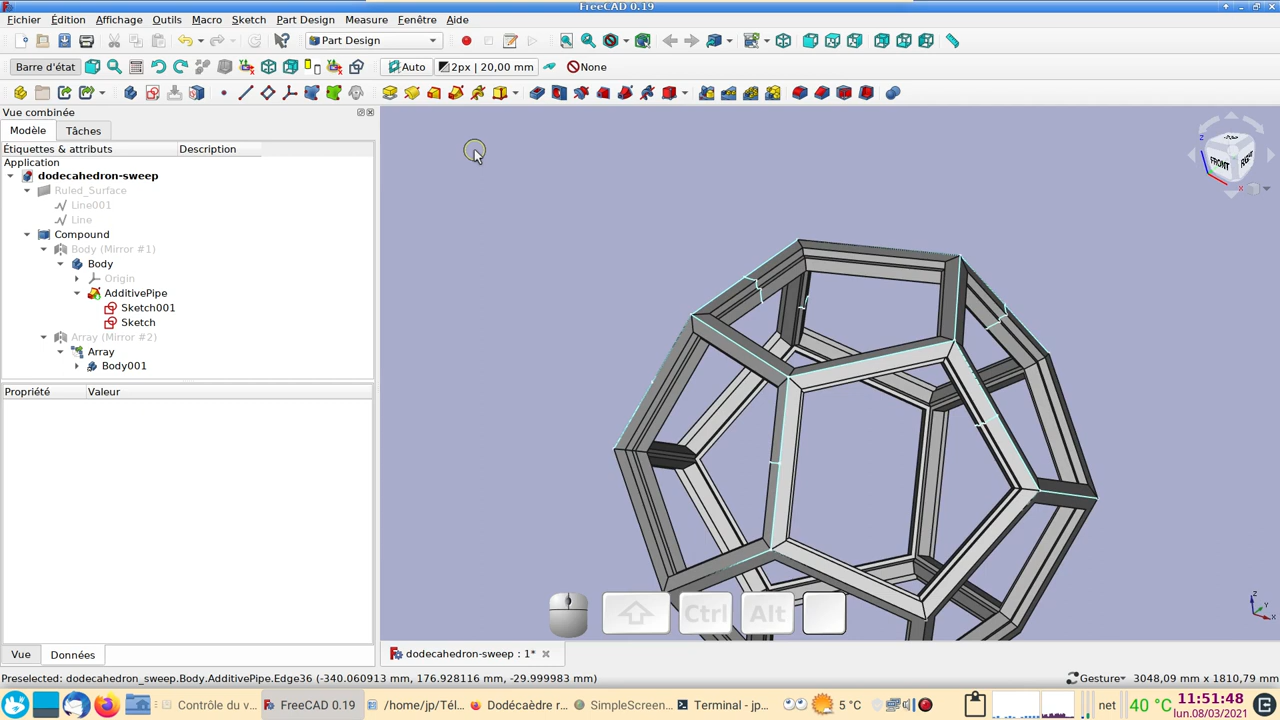 FreeCAD 0.19
Fichier Édition Affichage Outils Macro Sketch Part Design Measure Fenêtre Aide
Part Design
Barre d'état Auto 2px | 20,00 mm None
Vue combinée
Modèle Tâches
Étiquettes & attributs Description
Application
dodecahedron-sweep
Ruled_Surface
Line001
Line
Compound
Body (Mirror #1)
Body
Origin
AdditivePipe
Sketch001
Sketch
Array (Mirror #2)
Array
Body001
Propriété Valeur
FRONT RIGHT
Z
X
Ctrl Alt
Z
Y
X
Vue Données
dodecahedron-sweep : 1*
Preselected: dodecahedron_sweep.Body.AdditivePipe.Edge36 (-340.060913 mm, 176.928116 mm, -29.999983 mm)
Gesture 3048,09 mm x 1810,79 mm
Contrôle du v... FreeCAD 0.19 /home/jp/Tél... Dodécaèdre r... SimpleScreen... Terminal - jp... 5 °C net 40 °C 11:51:48
lun.08/03/2021